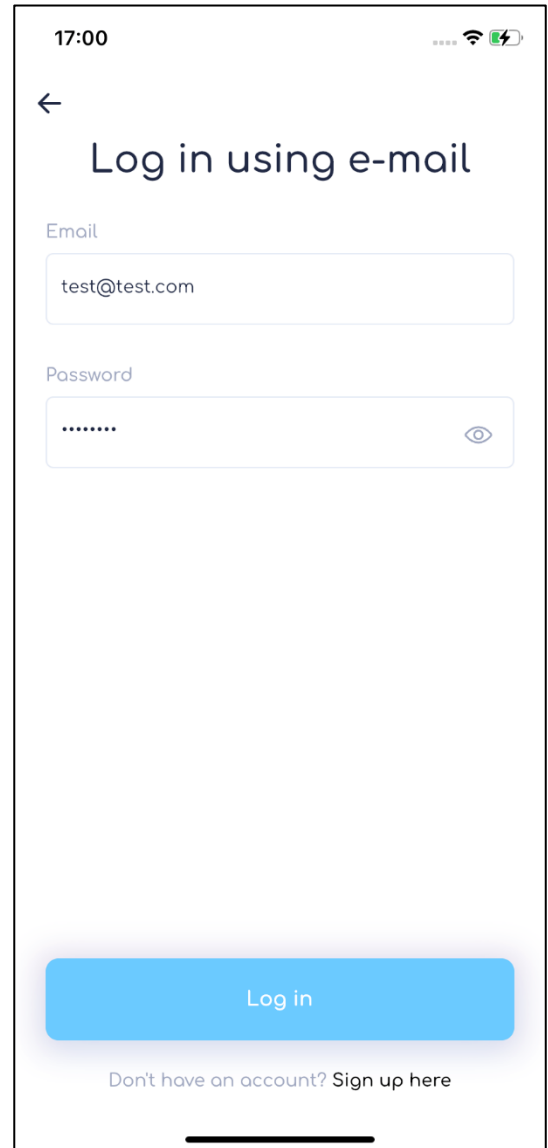 17:00
Log in using e-mail
Email
test@test.com
Password
••••••••
Log in
Don't have an account? Sign up here